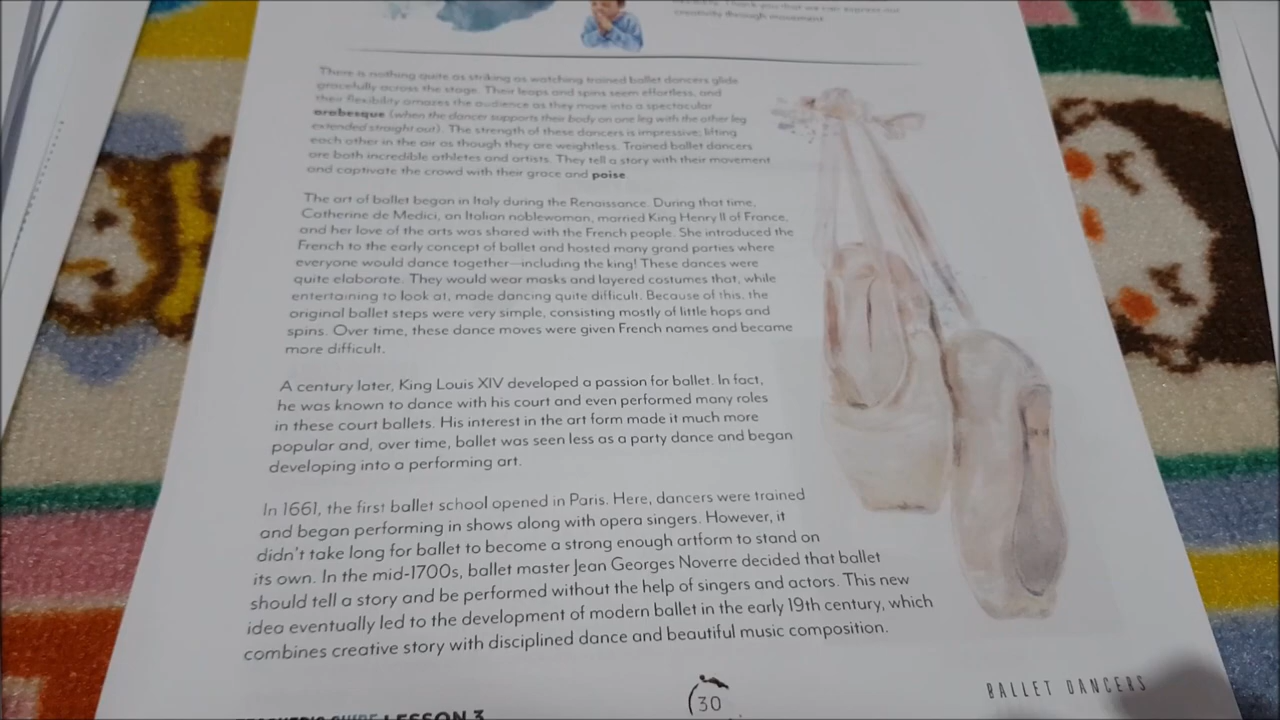 creativity through movement.
There is nothing quite as striking as watching trained ballet dancers glide
gracefully across the stage. Their leaps and spins seem effortless, and
their flexibility amazes the audience as they move into a spectacular
arabesque (when the dancer supports their body on one leg with the other leg
extended straight out). The strength of these dancers is impressive; lifting
each other in the air as though they are weightless. Trained ballet dancers
are both incredible athletes and artists. They tell a story with their movement
and captivate the crowd with their grace and poise.
The art of ballet began in Italy during the Renaissance. During that time,
Catherine de Medici, an Italian noblewoman, married King Henry II of France,
and her love of the arts was shared with the French people. She introduced the
French to the early concept of ballet and hosted many grand parties where
everyone would dance together—including the king! These dances were
quite elaborate. They would wear masks and layered costumes that, while
entertaining to look at, made dancing quite difficult. Because of this, the
original ballet steps were very simple, consisting mostly of little hops and
spins. Over time, these dance moves were given French names and became
more difficult.
A century later, King Louis XIV developed a passion for ballet. In fact,
he was known to dance with his court and even performed many roles
in these court ballets. His interest in the art form made it much more
popular and, over time, ballet was seen less as a party dance and began
developing into a performing art.
In 1661, the first ballet school opened in Paris. Here, dancers were trained
and began performing in shows along with opera singers. However, it
didn't take long for ballet to become a strong enough artform to stand on
its own. In the mid-1700s, ballet master Jean Georges Noverre decided that ballet
should tell a story and be performed without the help of singers and actors. This new
idea eventually led to the development of modern ballet in the early 19th century, which
combines creative story with disciplined dance and beautiful music composition.
BALLET DANCERS
30
LESSON 3